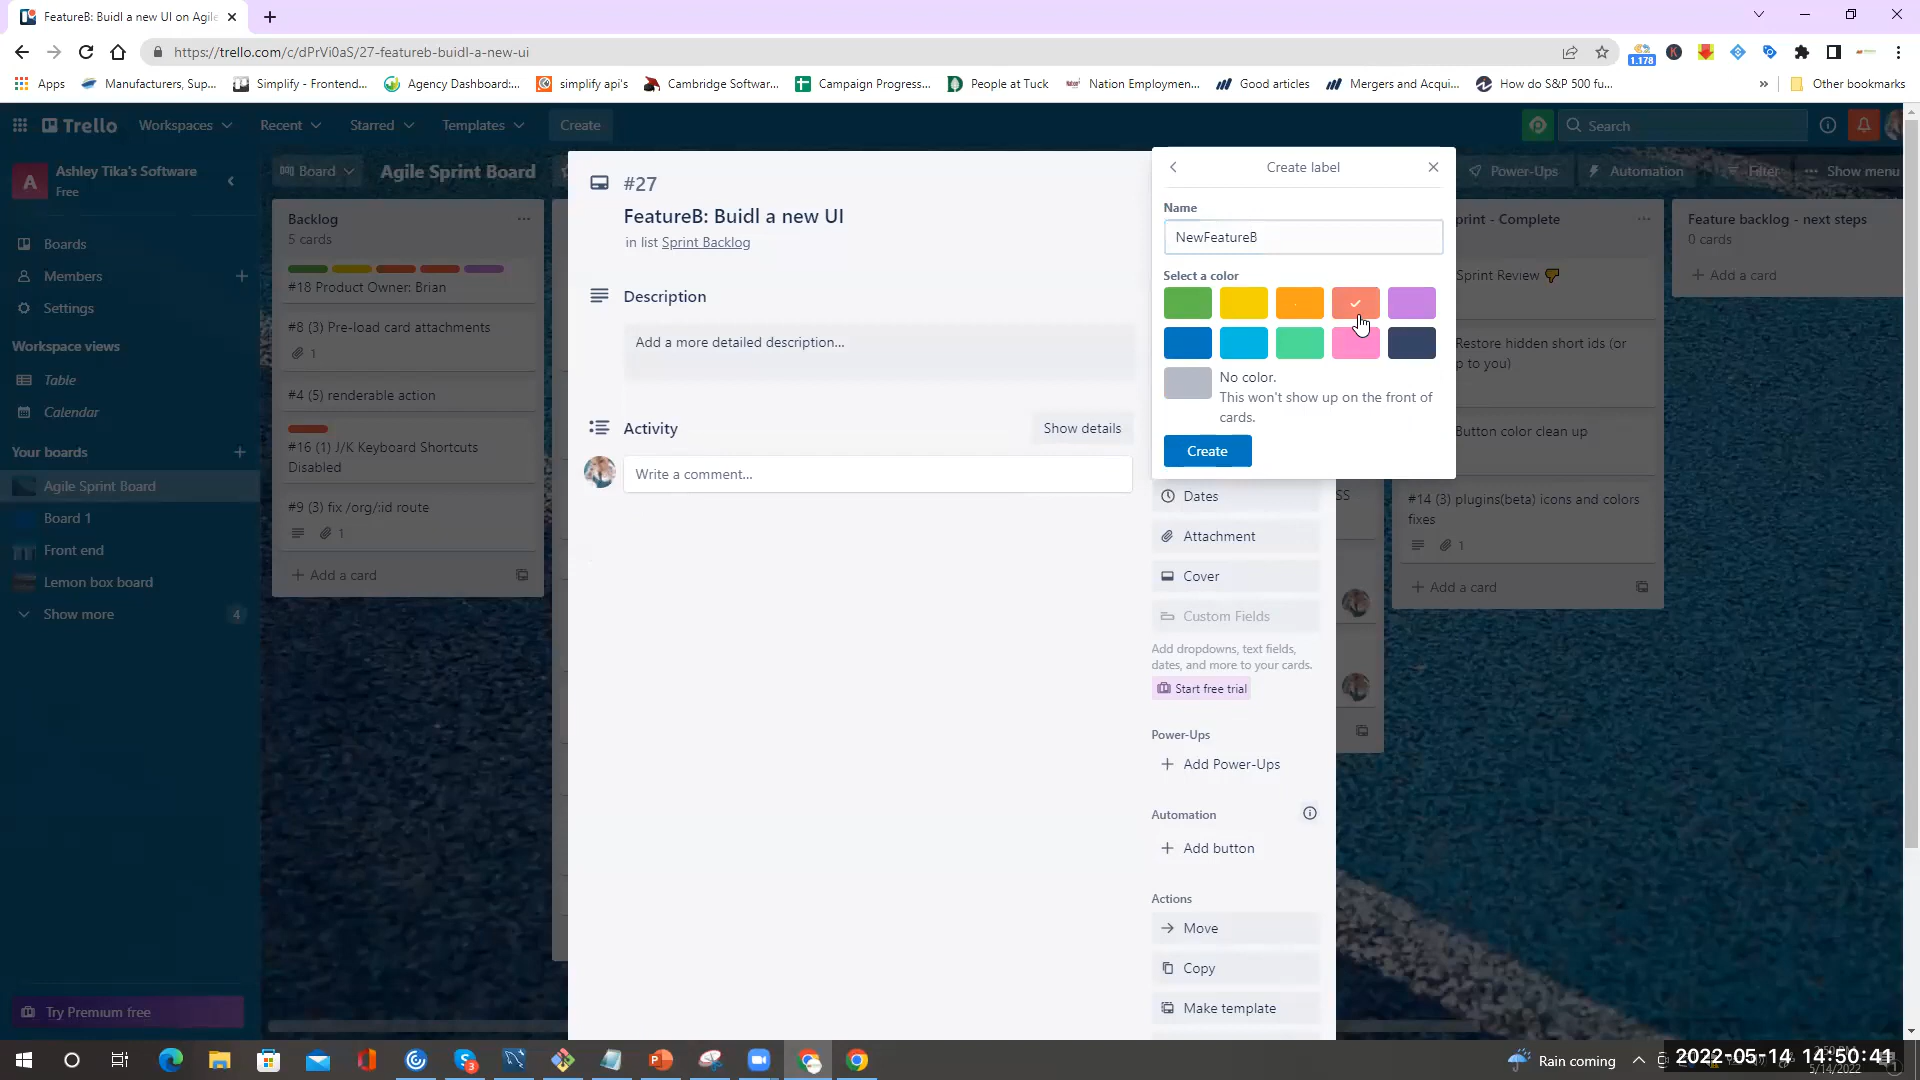 FeatureB: Buidl a new UI on Agile
https://trello.com/c/dPrVi0aS/27-featureb-buidl-a-new-ui
1.178
K
Apps
Manufacturers, Sup...
Simplify - Frontend...
Agency Dashboard:...
simplify api's
Cambridge Softwar...
Campaign Progress...
People at Tuck
Nation Employmen...
Good articles
Mergers and Acqui...
How do S&P 500 fu...
»
Other bookmarks
Trello
Workspaces
Recent
Starred
Templates
Create
Search
A
Ashley Tika's Software
Free
Boards
Members
Settings
Workspace views
Table
Calendar
Your boards
Agile Sprint Board
Board 1
Front end
Lemon box board
Show more
4
Try Premium free
Board
Agile Sprint Board
Power-Ups
Automation
Filter
Show menu
Backlog
5 cards
#18 Product Owner: Brian
#8 (3) Pre-load card attachments
1
#4 (5) renderable action
#16 (1) J/K Keyboard Shortcuts
Disabled
#9 (3) fix /org/:id route
1
+ Add a card
#27
FeatureB: Buidl a new UI
in list Sprint Backlog
Description
Add a more detailed description...
Activity
Show details
Write a comment...
Create label
Name
NewFeatureB
Select a color
No color.
This won't show up on the front of
cards.
Create
Dates
Attachment
Cover
Custom Fields
Add dropdowns, text fields,
dates, and more to your cards.
Start free trial
Power-Ups
+ Add Power-Ups
Automation
+ Add button
Actions
Move
Copy
Make template
print - Complete
Sprint Review
Restore hidden short ids (or
p to you)
Button color clean up
#14 (3) plugins(beta) icons and colors
fixes
1
+ Add a card
Feature backlog - next steps
0 cards
+ Add a card
Rain coming
2022-05-14 14:50:41
5/14/2022